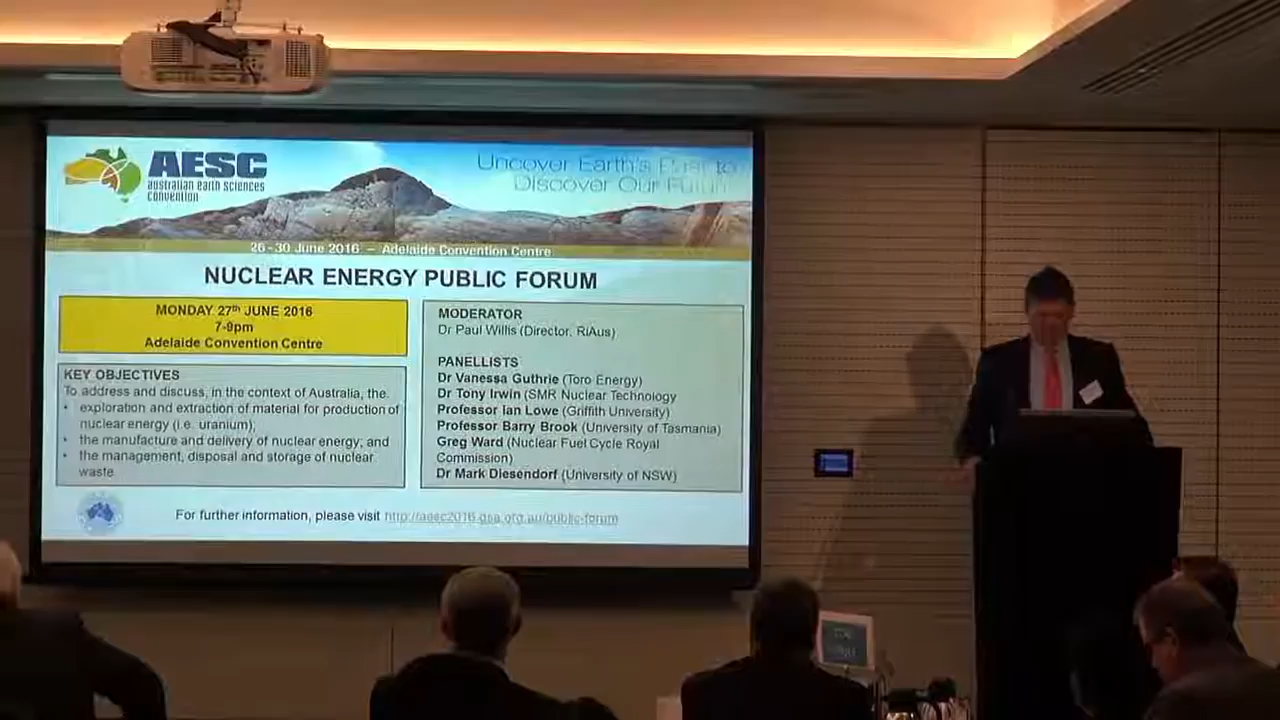 AESC
australian earth sciences
convention
Uncover Earth's Past to
Discover Our Future
26-30 June 2016 – Adelaide Convention Centre
NUCLEAR ENERGY PUBLIC FORUM
MONDAY 27th JUNE 2016
7-9pm
Adelaide Convention Centre
KEY OBJECTIVES
To address and discuss, in the context of Australia, the:
• exploration and extraction of material for production of
nuclear energy (i.e. uranium);
• the manufacture and delivery of nuclear energy; and
• the management, disposal and storage of nuclear
waste.
MODERATOR
Dr Paul Willis (Director, RiAus)
PANELLISTS
Dr Vanessa Guthrie (Toro Energy)
Dr Tony Irwin (SMR Nuclear Technology
Professor Ian Lowe (Griffith University)
Professor Barry Brook (University of Tasmania)
Greg Ward (Nuclear Fuel Cycle Royal
Commission)
Dr Mark Diesendorf (University of NSW)
For further information, please visit http://aesc2016.gsa.org.au/public-forum